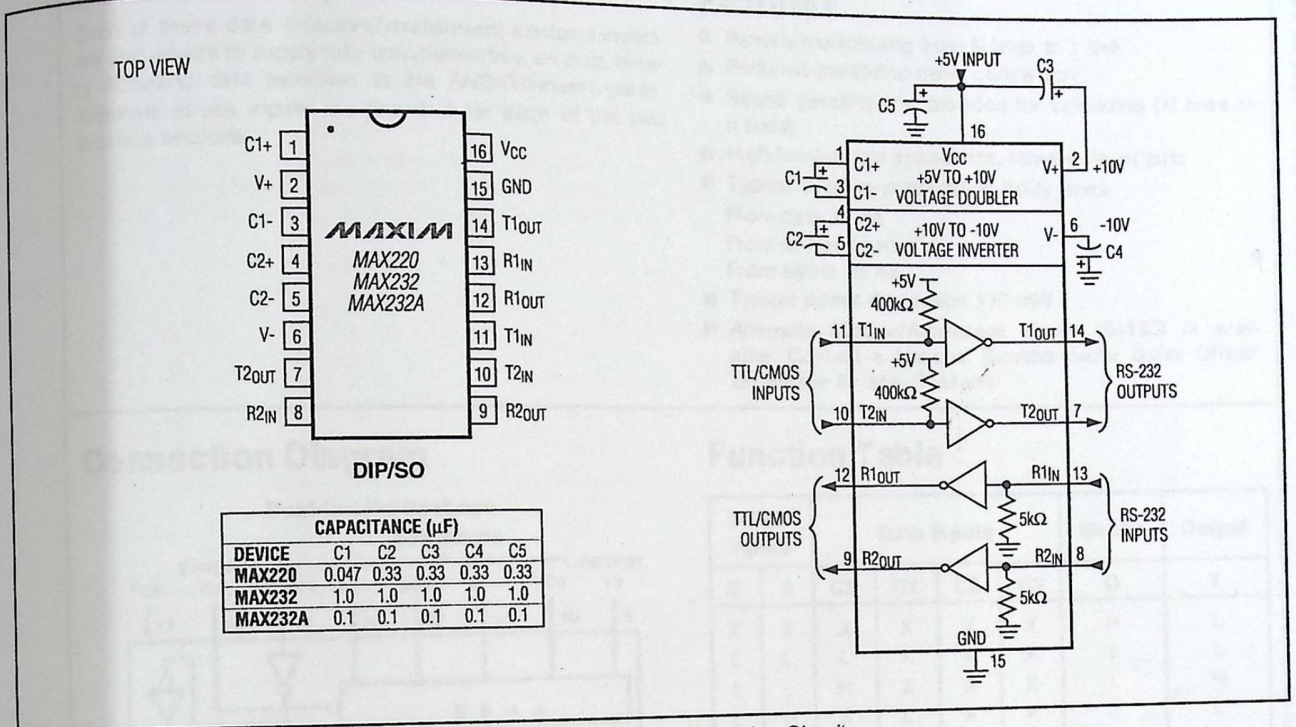 TOP VIEW
C1+ 1
V+ 2
C1- 3
C2+ 4
C2- 5
V- 6
T2OUT 7
R2IN 8
MAXIM
MAX220
MAX232
MAX232A
16 VCC
15 GND
14 T1OUT
13 R1IN
12 R1OUT
11 T1IN
10 T2IN
9 R2OUT
DIP/SO
CAPACITANCE (µF)
DEVICE C1 C2 C3 C4 C5
MAX220 0.047 0.33 0.33 0.33 0.33
MAX232 1.0 1.0 1.0 1.0 1.0
MAX232A 0.1 0.1 0.1 0.1 0.1
+5V INPUT
C3
C5
16
VCC
1 C1+
C1
3 C1-
+5V TO +10V
VOLTAGE DOUBLER
V+ 2 +10V
4 C2+
C2
5 C2-
+10V TO -10V
VOLTAGE INVERTER
V- 6 -10V
C4
+5V
400kΩ
11 T1IN
T1OUT 14
+5V
400kΩ
TTL/CMOS
INPUTS
RS-232
OUTPUTS
10 T2IN
T2OUT 7
12 R1OUT
R1IN 13
5kΩ
TTL/CMOS
OUTPUTS
RS-232
INPUTS
9 R2OUT
R2IN 8
5kΩ
GND
15
Connection Diagram
Function Table